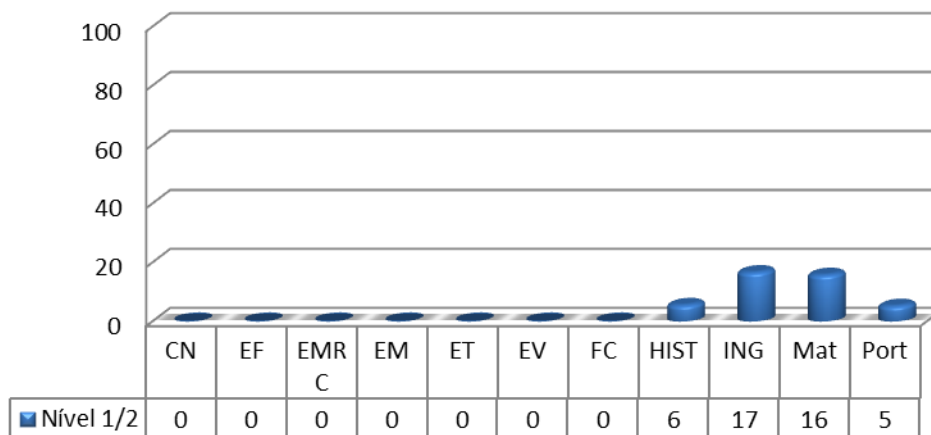 100
80
60
40
20
0
CN EF EMR EM ET EV FC HIST ING Mat Port
C
Nível 1/2 0 0 0 0 0 0 0 6 17 16 5